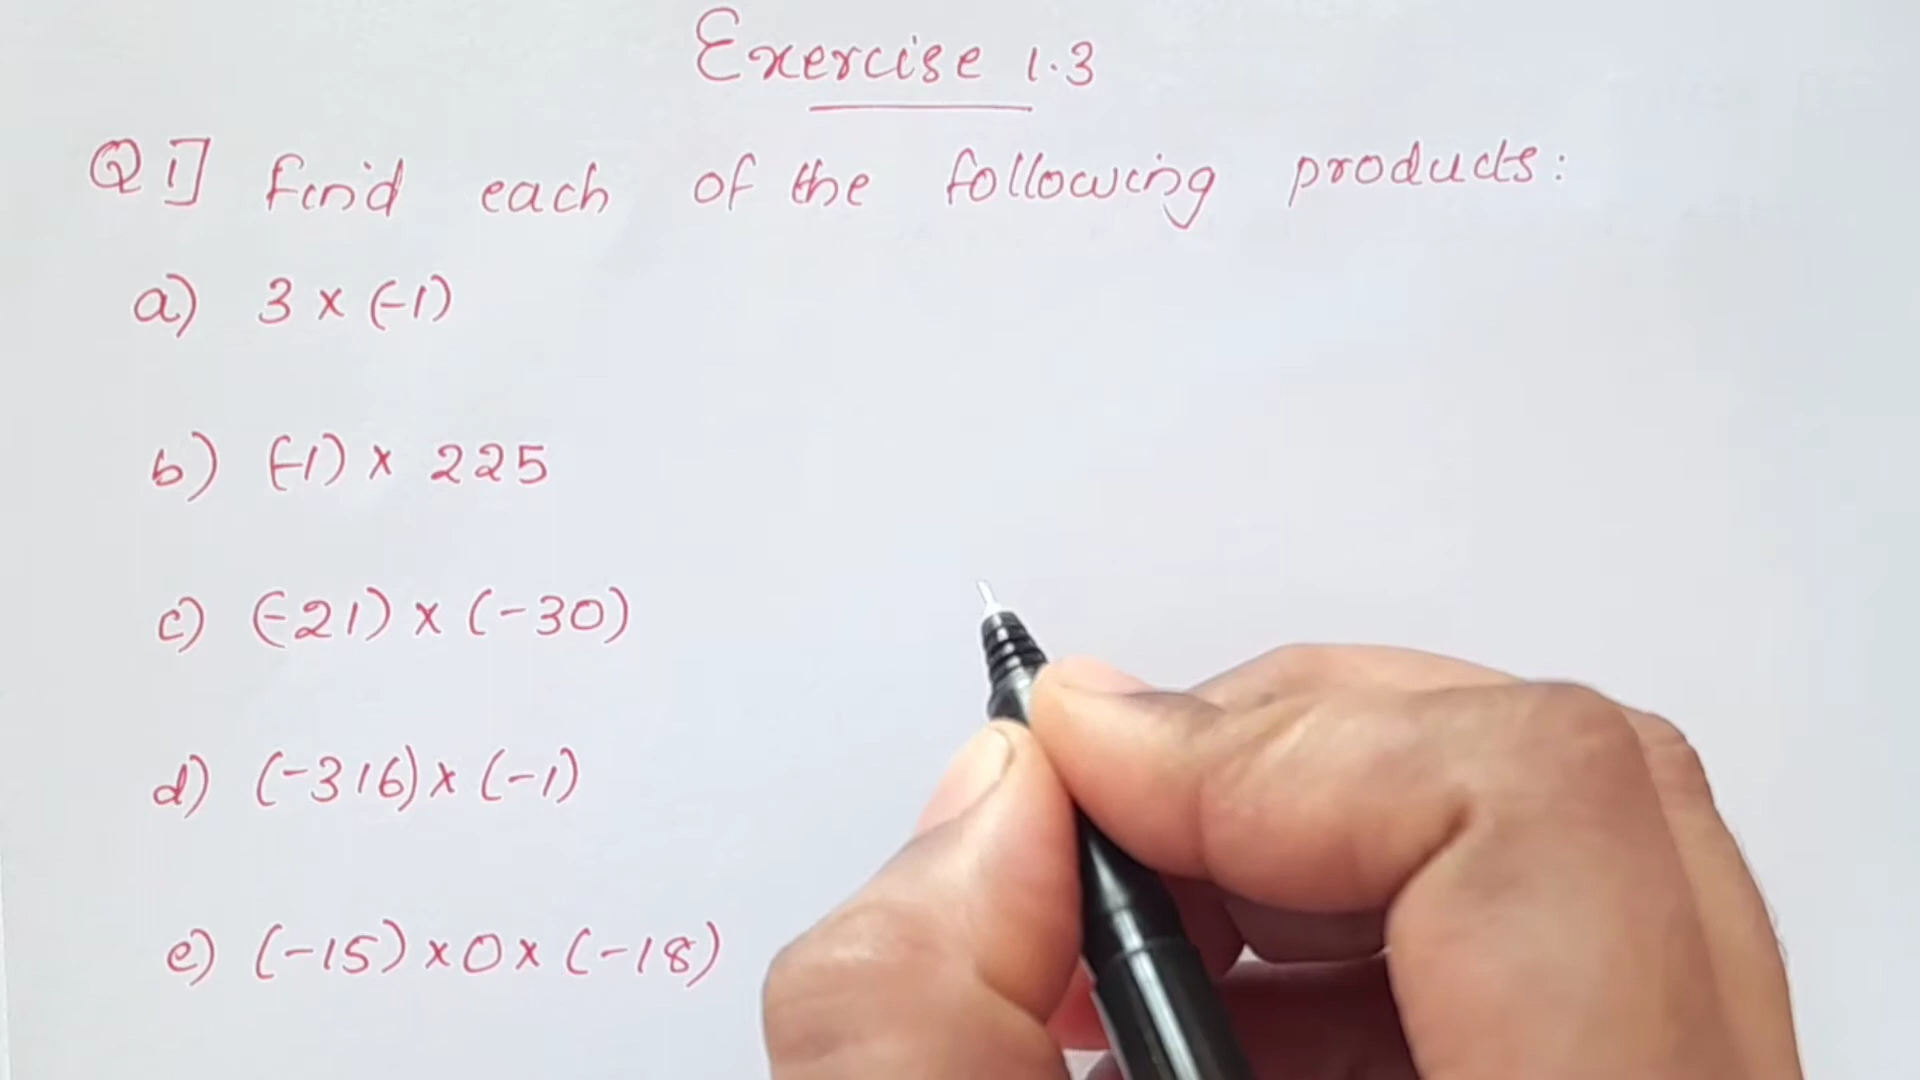 Exercise 1.3
Q1] Find each of the following products:
a) 3 × (-1)
b) (-1) × 225
c) (-21) × (-30)
d) (-316) × (-1)
e) (-15) × 0 × (-18)